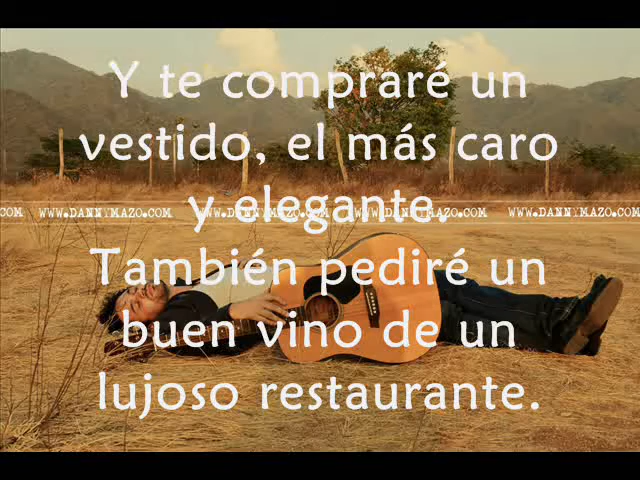 Y te compraré un
vestido, el más caro
y elegante.
COM WWW.DANNYMAZO.COM WWW.DANNYMAZO.COM WWW.DANNYMAZO.COM WWW.DANNYMAZO.COM
También pediré un
buen vino de un
lujoso restaurante.